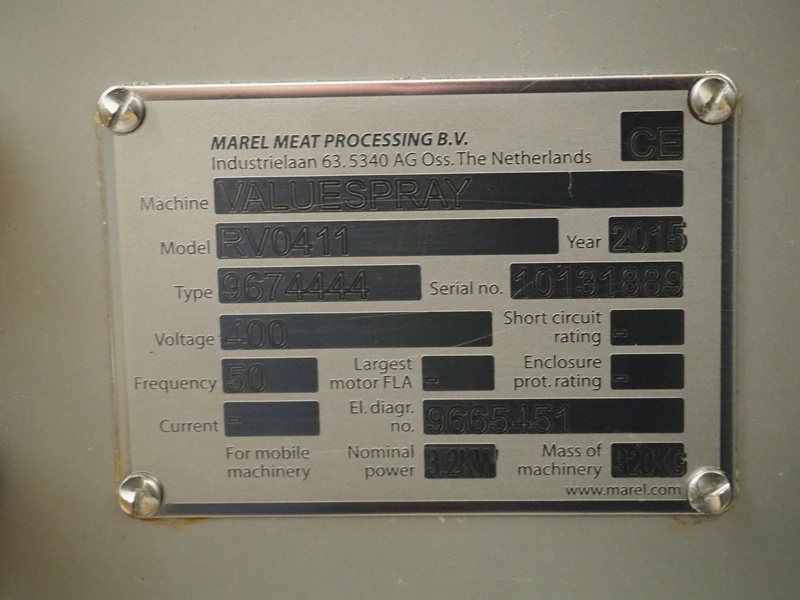 MAREL MEAT PROCESSING B.V.
Industrielaan 63. 5340 AG Oss. The Netherlands
CE
Machine VALUESPRAY
Model RV0411 Year 2015
Type 9674444 Serial no. 10131889
Voltage 400 Short circuit rating -
Frequency 50 Largest motor FLA - Enclosure prot. rating -
Current - El. diagr. no. 9665451
For mobile machinery Nominal power Mass of machinery 320KG
www.marel.com